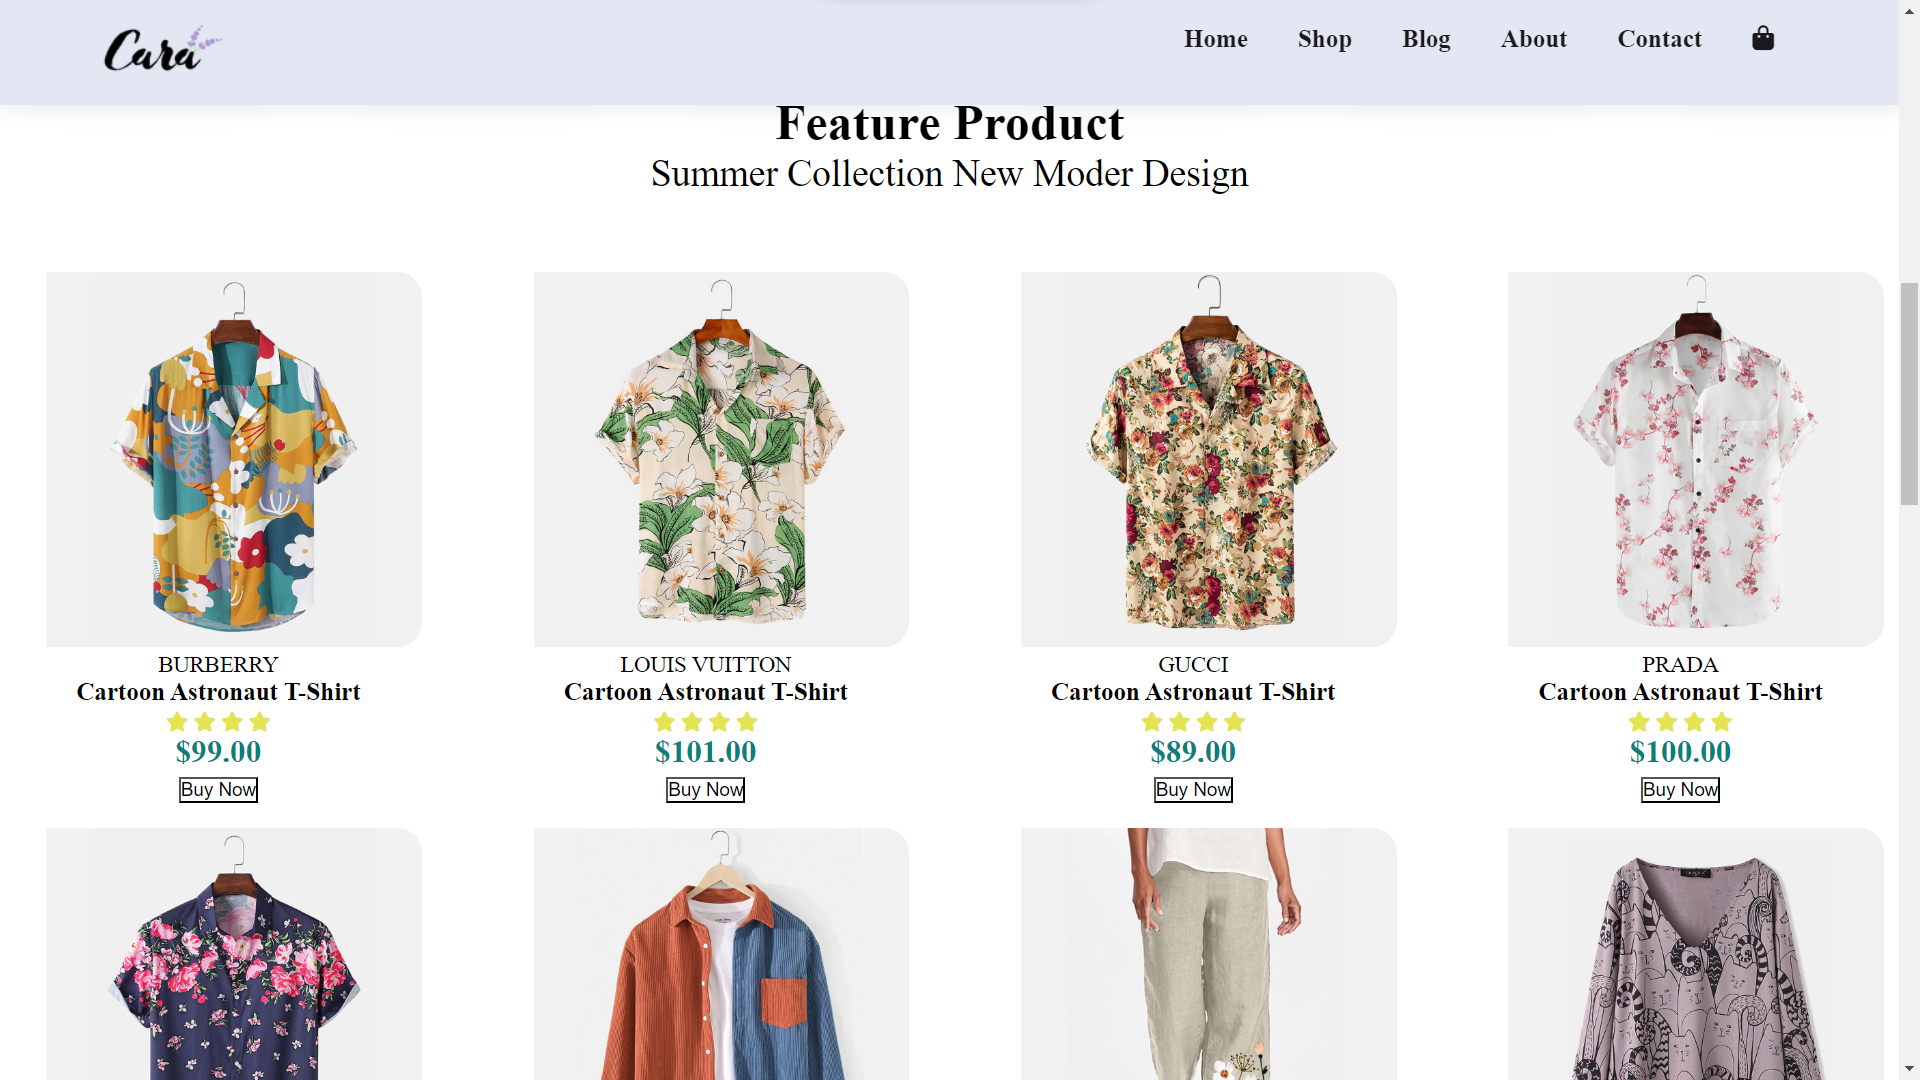 Cara
Home Shop Blog About Contact
Feature Product
Summer Collection New Moder Design
BURBERRY
Cartoon Astronaut T-Shirt
$99.00
Buy Now
LOUIS VUITTON
Cartoon Astronaut T-Shirt
$101.00
Buy Now
GUCCI
Cartoon Astronaut T-Shirt
$89.00
Buy Now
PRADA
Cartoon Astronaut T-Shirt
$100.00
Buy Now